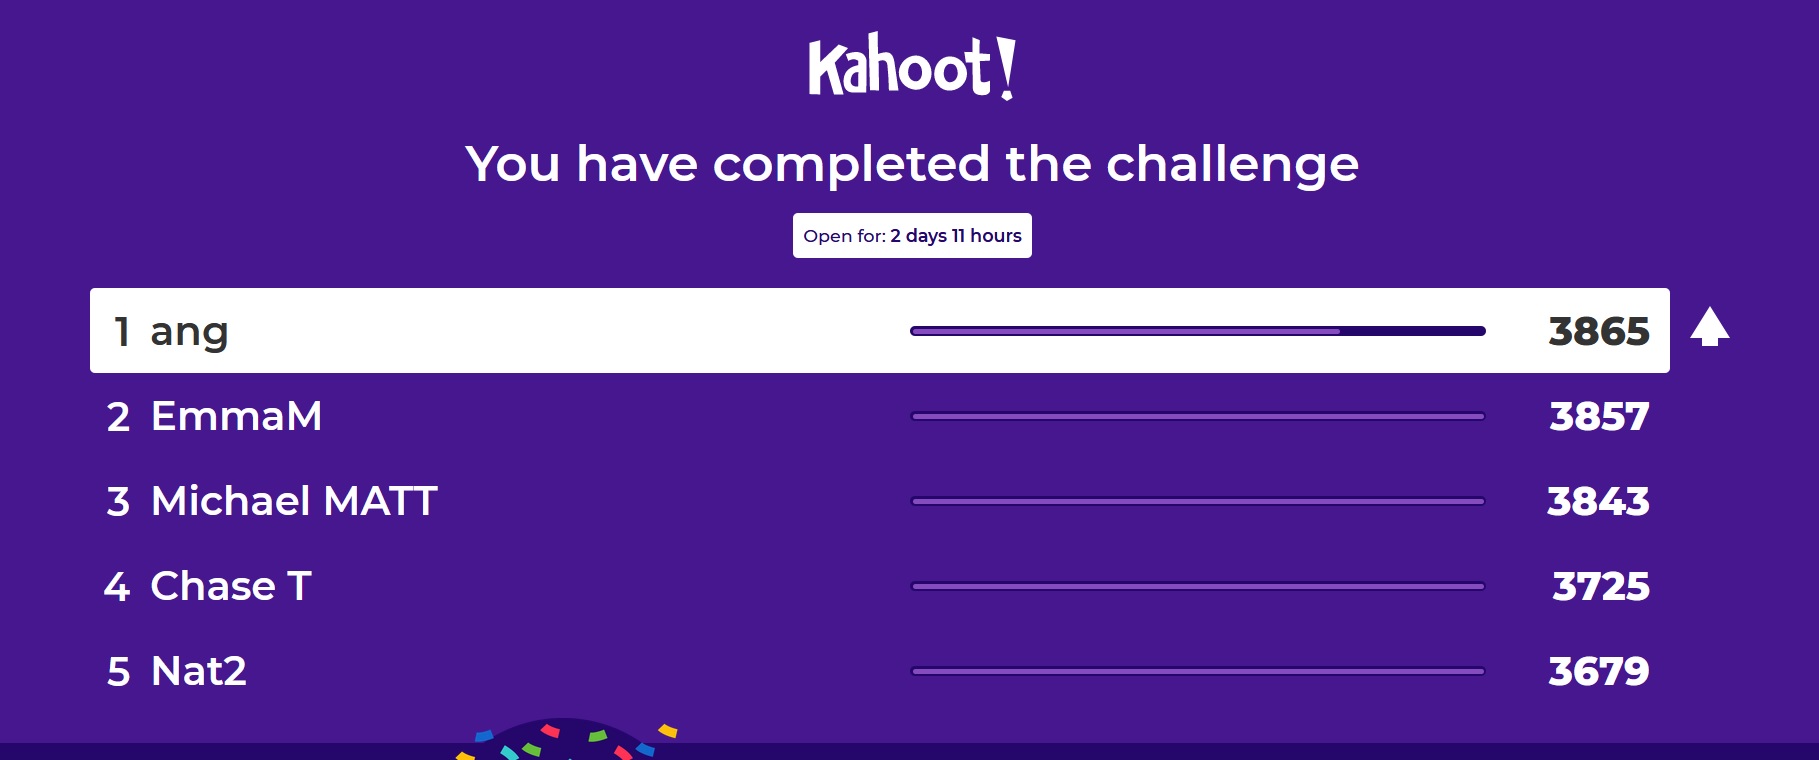 Kahoot!
You have completed the challenge
Open for: 2 days 11 hours
1 ang 3865
2 EmmaM 3857
3 Michael MATT 3843
4 Chase T 3725
5 Nat2 3679